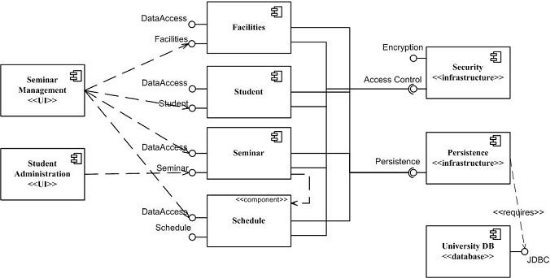 DataAccess
Facilities
Facilities
Encryption
Security
<<infrastructure>>
Access Control
Seminar
Management
<<UI>>
DataAccess
Student
Student
DataAccess
Seminar
Seminar
Persistence
Persistence
<<infrastructure>>
Student
Administration
<<UI>>
<<component>>
DataAccess
Schedule
Schedule
<<requires>>
University DB
<<database>>
JDBC